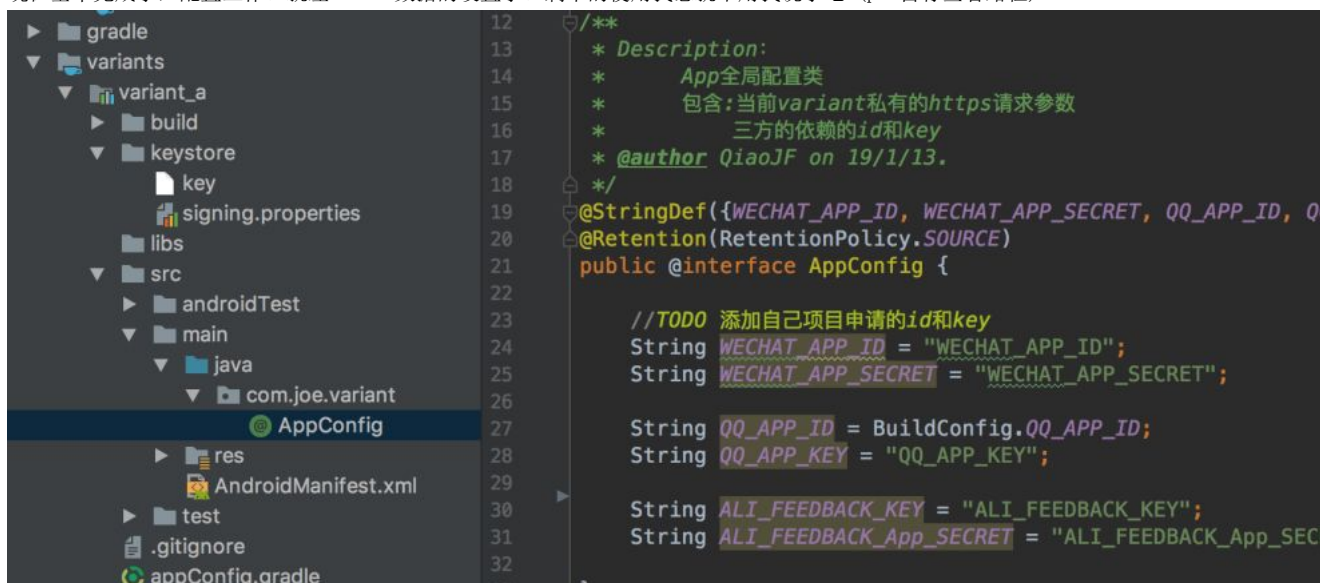 gradle
variants
variant_a
build
keystore
key
signing.properties
libs
src
androidTest
main
java
com.joe.variant
AppConfig
res
AndroidManifest.xml
test
.gitignore
appConfig.gradle
12 /**
13 * Description:
14 * App全局配置类
15 * 包含:当前variant私有的https请求参数
16 * 三方的依赖的id和key
17 * @author QiaoJF on 19/1/13.
18 */
19 @StringDef({WECHAT_APP_ID, WECHAT_APP_SECRET, QQ_APP_ID, Q
20 @Retention(RetentionPolicy.SOURCE)
21 public @interface AppConfig {
22
23 //TODO 添加自己项目申请的id和key
24 String WECHAT_APP_ID = "WECHAT_APP_ID";
25 String WECHAT_APP_SECRET = "WECHAT_APP_SECRET";
26
27 String QQ_APP_ID = BuildConfig.QQ_APP_ID;
28 String QQ_APP_KEY = "QQ_APP_KEY";
29
30 String ALI_FEEDBACK_KEY = "ALI_FEEDBACK_KEY";
31 String ALI_FEEDBACK_App_SECRET = "ALI_FEEDBACK_App_SEC
32